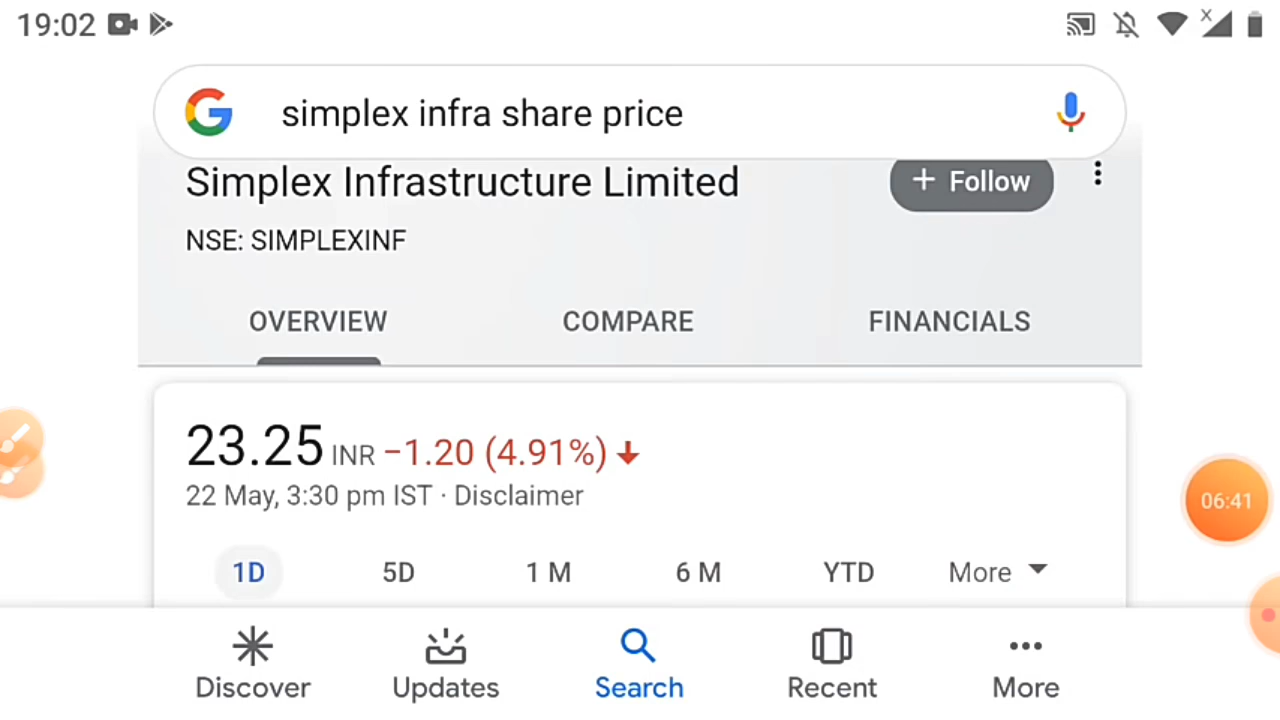 19:02
simplex infra share price
Simplex Infrastructure Limited
+ Follow
NSE: SIMPLEXINF
OVERVIEW COMPARE FINANCIALS
23.25 INR −1.20 (4.91%)
22 May, 3:30 pm IST · Disclaimer
06:41
1D 5D 1 M 6 M YTD More
Discover Updates Search Recent More